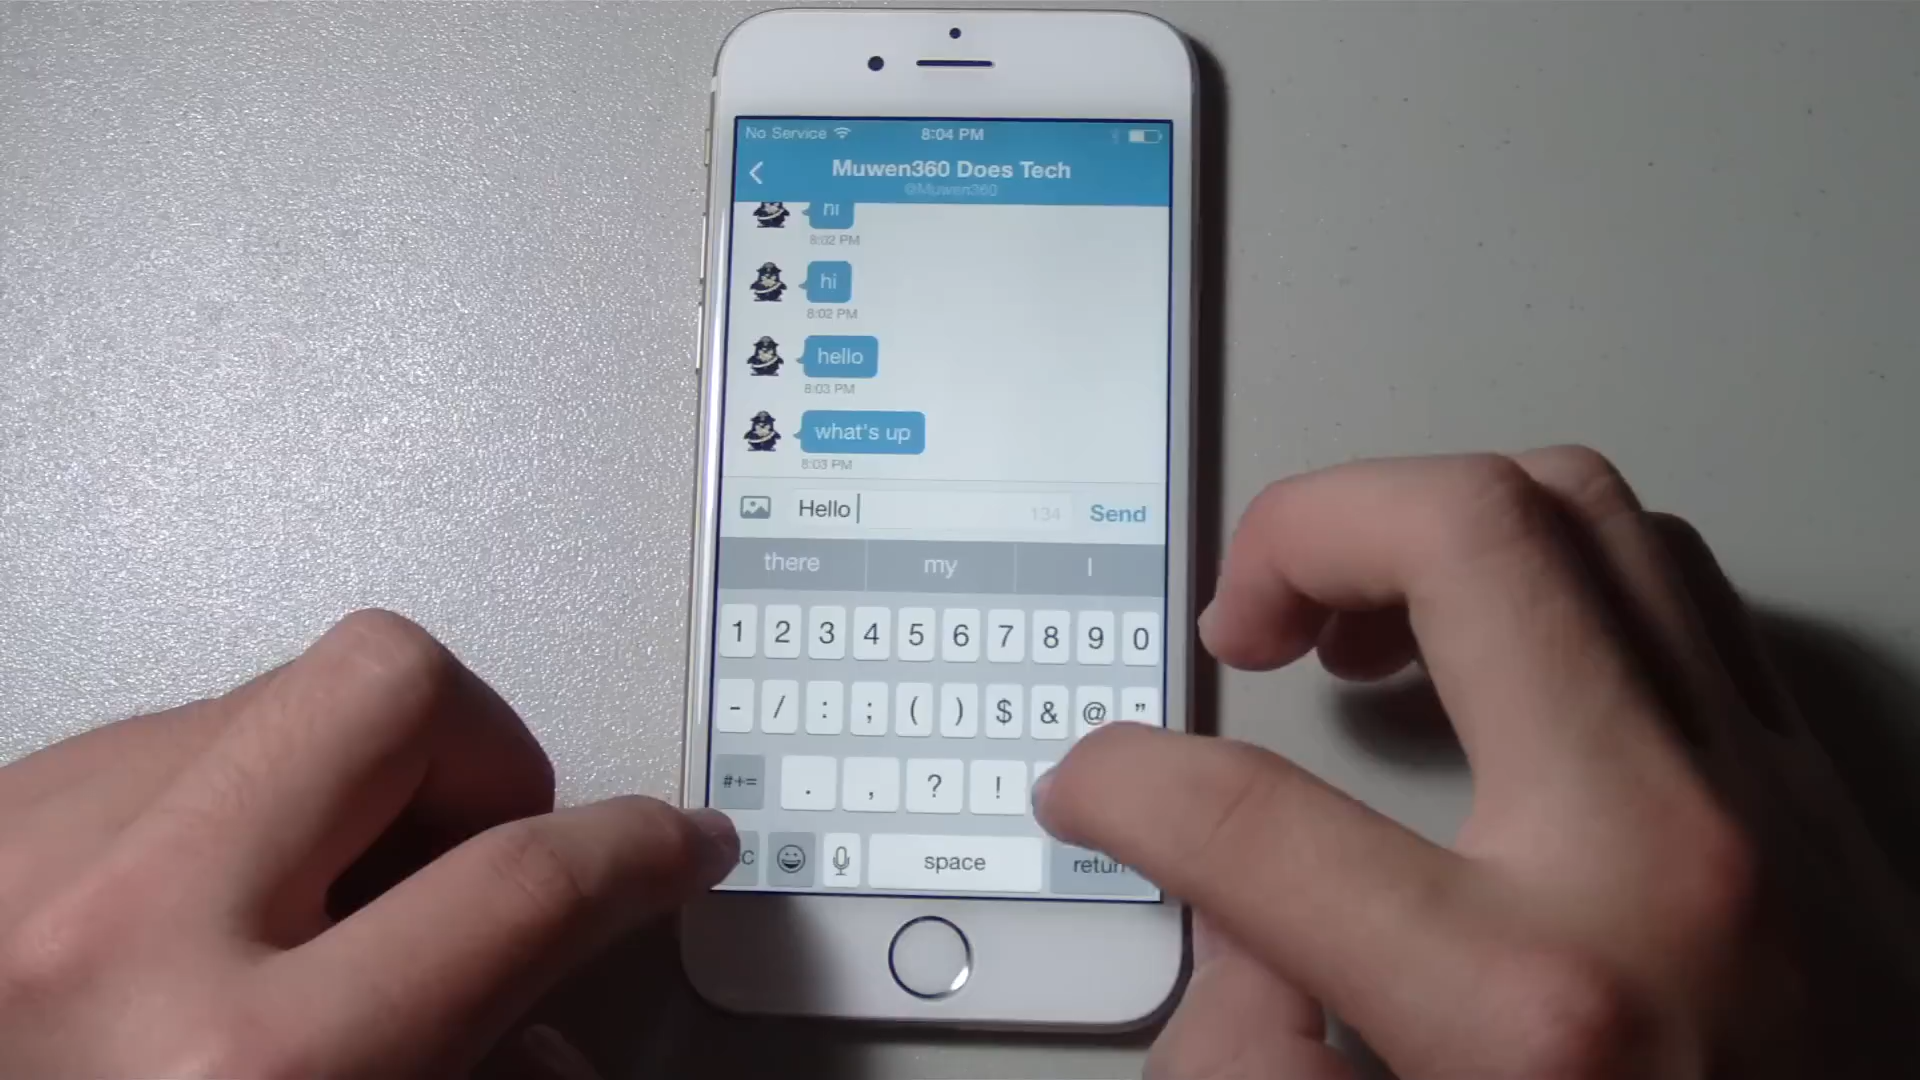 No Service 8:04 PM
Muwen360 Does Tech
@Muwen360
hi
8:02 PM
hi
8:02 PM
hello
8:03 PM
what's up
8:03 PM
Hello 134 Send
there my I
1 2 3 4 5 6 7 8 9 0
- / : ; ( ) $ & @ "
#+= . , ? !
space